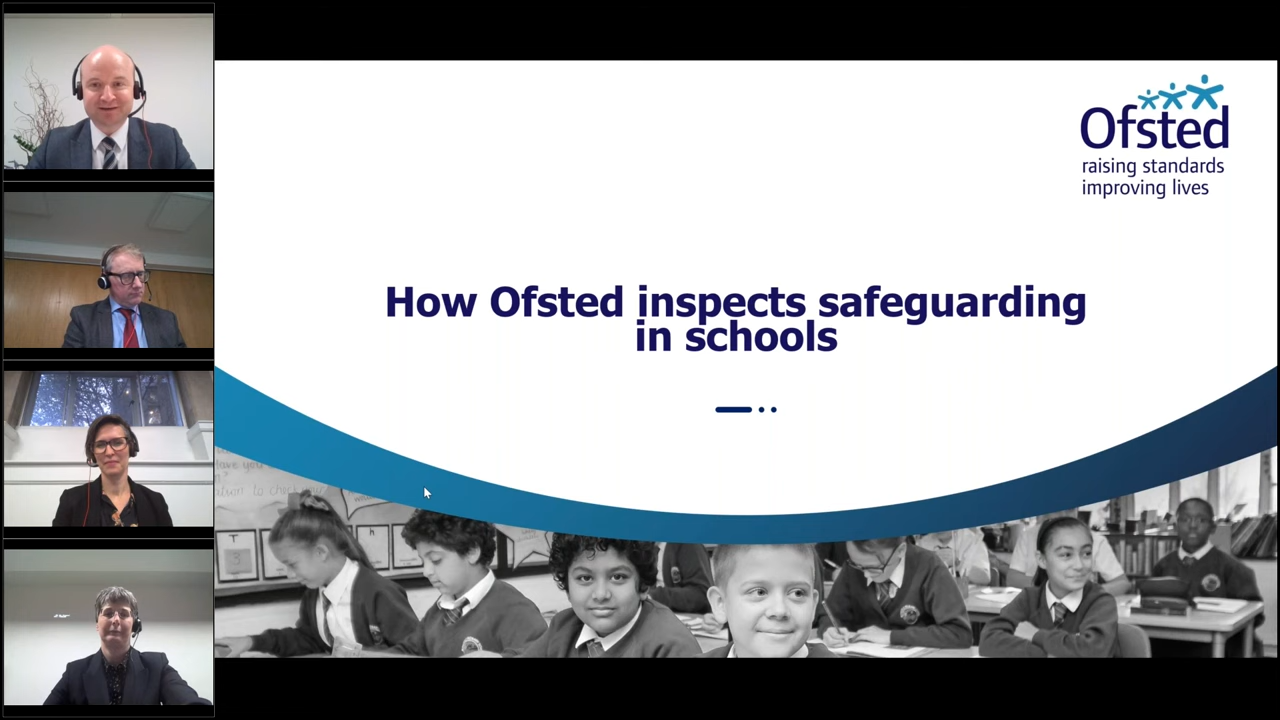 Ofsted
raising standards
improving lives
How Ofsted inspects safeguarding
in schools